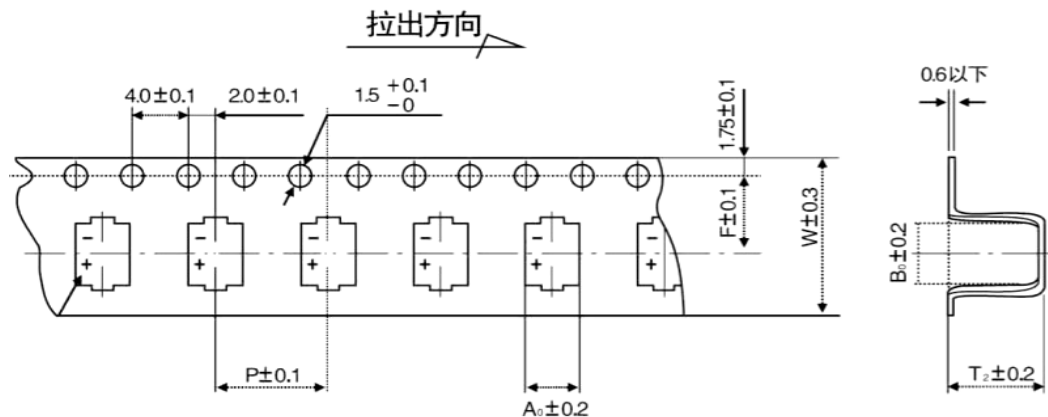 拉出方向
4.0±0.1
2.0±0.1
1.5 +0.1 -0
1.75±0.1
0.6以下
F±0.1
W±0.3
B₀±0.2
- - - - - -
+ + + + + +
P±0.1
A₀±0.2
T₂±0.2